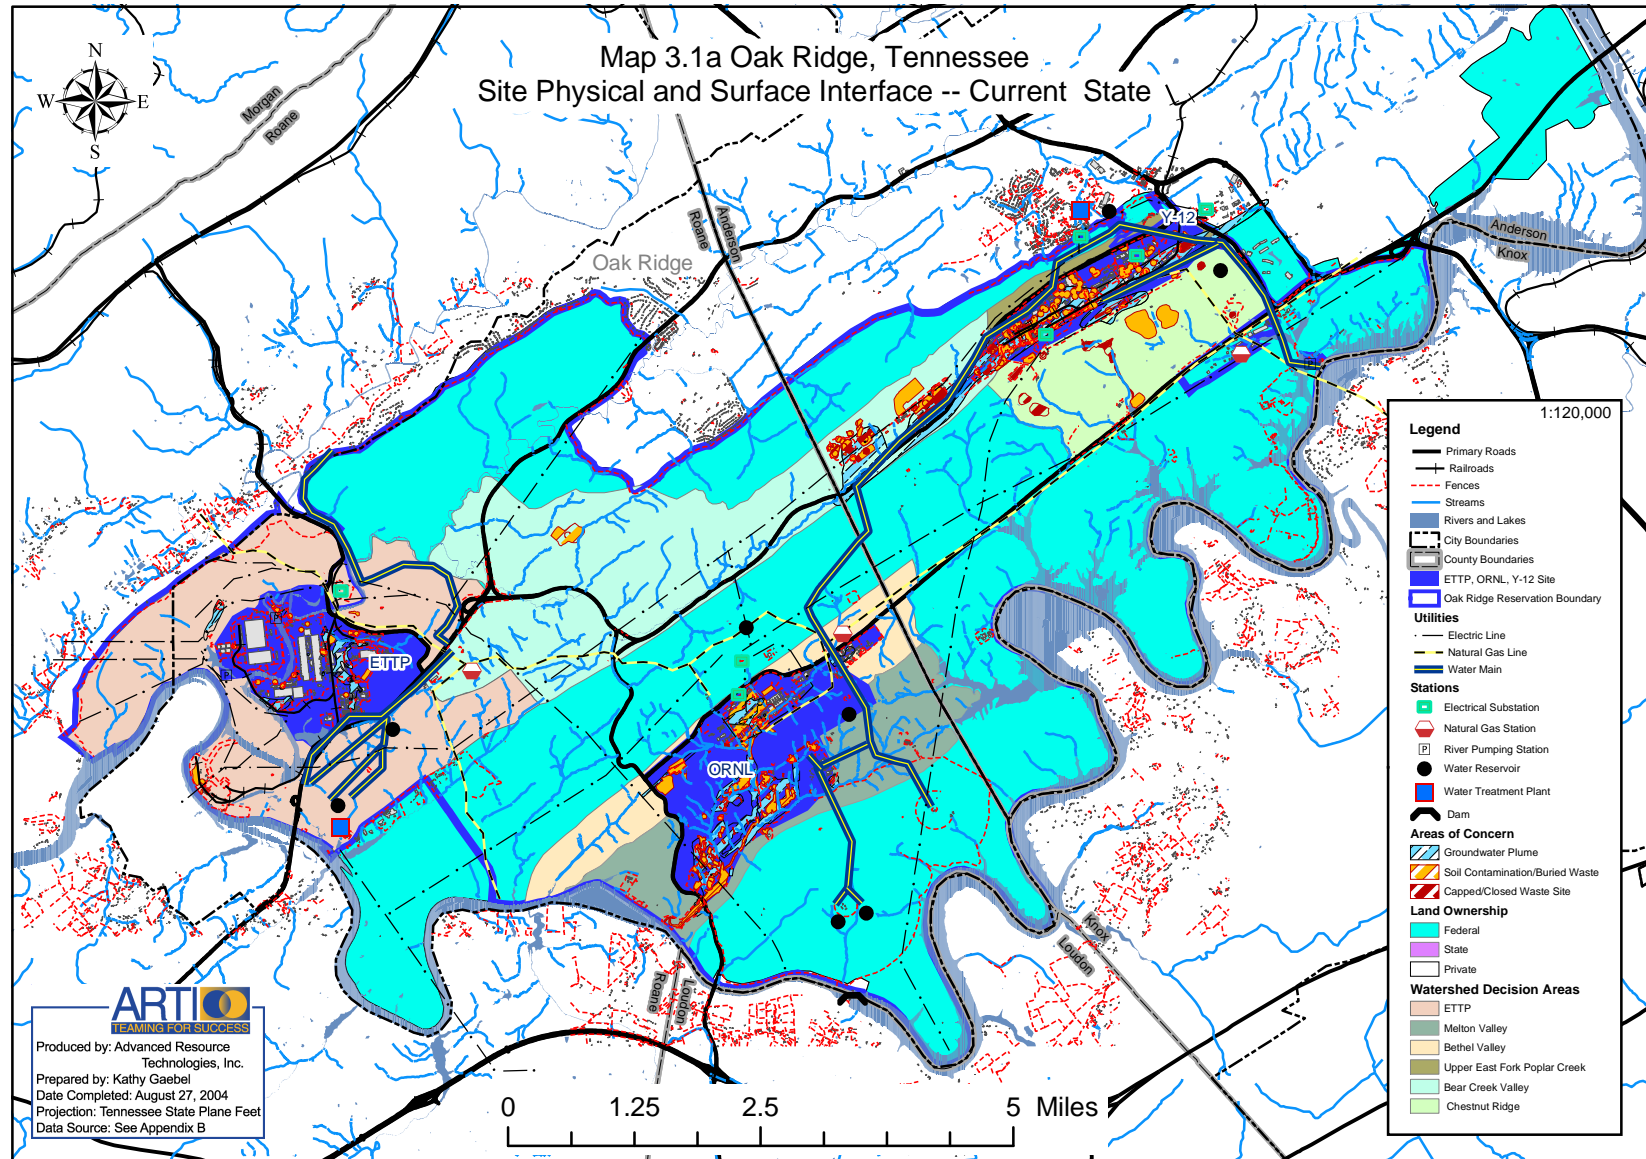 Map 3.1a Oak Ridge, Tennessee
Site Physical and Surface Interface -- Current State
N
W E
S
Morgan
Roane
Anderson
Roane
Oak Ridge
Y-12
Anderson
Knox
ETTP
ORNL
P
P
P
Knox
Loudon
Loudon
Roane
1:120,000
Legend
Primary Roads
Railroads
Fences
Streams
Rivers and Lakes
City Boundaries
County Boundaries
ETTP, ORNL, Y-12 Site
Oak Ridge Reservation Boundary
Utilities
Electric Line
Natural Gas Line
Water Main
Stations
Electrical Substation
Natural Gas Station
P River Pumping Station
Water Reservoir
Water Treatment Plant
Dam
Areas of Concern
Groundwater Plume
Soil Contamination/Buried Waste
Capped/Closed Waste Site
Land Ownership
Federal
State
Private
Watershed Decision Areas
ETTP
Melton Valley
Bethel Valley
Upper East Fork Poplar Creek
Bear Creek Valley
Chestnut Ridge
ARTI
TEAMING FOR SUCCESS
Produced by: Advanced Resource
Technologies, Inc.
Prepared by: Kathy Gaebel
Date Completed: August 27, 2004
Projection: Tennessee State Plane Feet
Data Source: See Appendix B
0 1.25 2.5 5 Miles